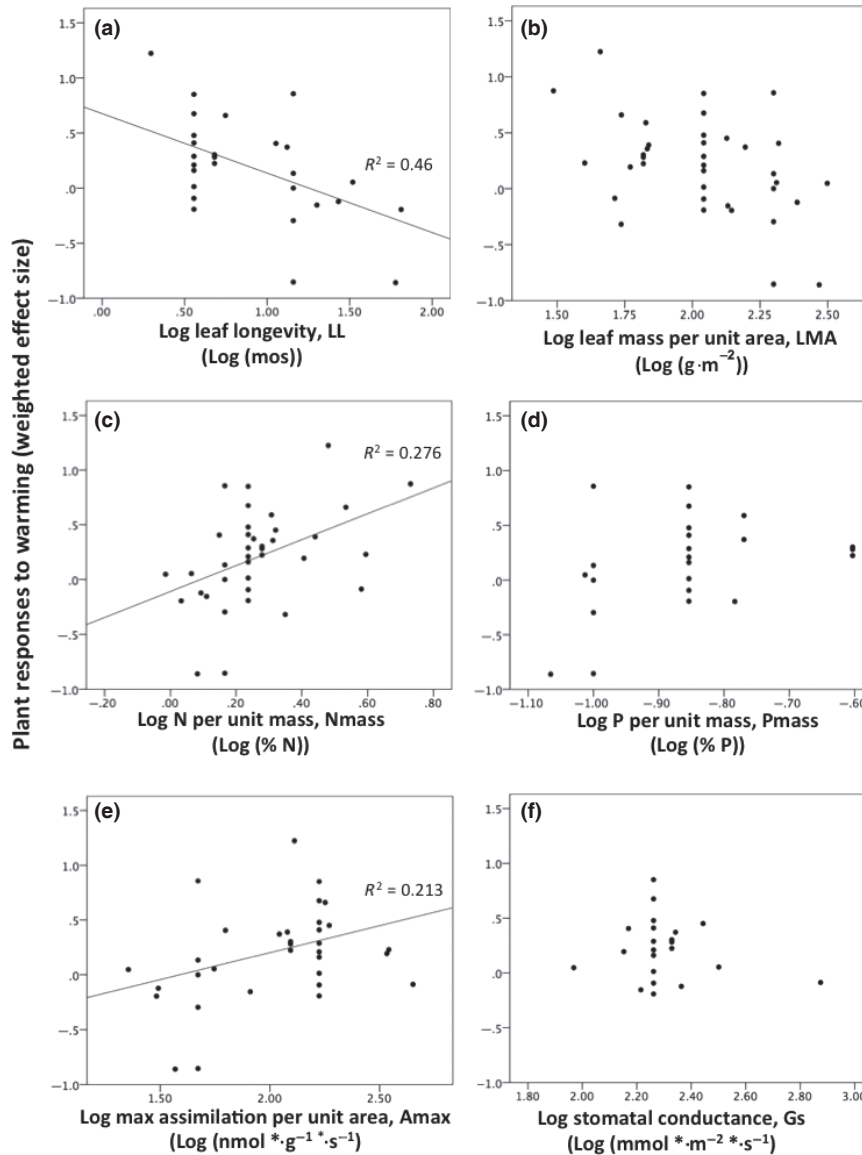 Plant responses to warming (weighted effect size)
(a)
1.5
1.0
.5
.0
−.5
−1.0
R² = 0.46
.00 .50 1.00 1.50 2.00
Log leaf longevity, LL
(Log (mos))
(b)
1.5
1.0
.5
.0
−.5
−1.0
1.50 1.75 2.00 2.25 2.50
Log leaf mass per unit area, LMA
(Log (g·m⁻²))
(c)
1.5
1.0
.5
.0
−.5
−1.0
R² = 0.276
−.20 .00 .20 .40 .60 .80
Log N per unit mass, Nmass
(Log (% N))
(d)
1.5
1.0
.5
.0
−.5
−1.0
−1.10 −1.00 −.90 −.80 −.70 −.60
Log P per unit mass, Pmass
(Log (% P))
(e)
1.5
1.0
.5
.0
−.5
−1.0
R² = 0.213
1.50 2.00 2.50
Log max assimilation per unit area, Amax
(Log (nmol *·g⁻¹ *·s⁻¹)
(f)
1.5
1.0
.5
.0
−.5
−1.0
1.80 2.00 2.20 2.40 2.60 2.80 3.00
Log stomatal conductance, Gs
(Log (mmol *·m⁻² *·s⁻¹)